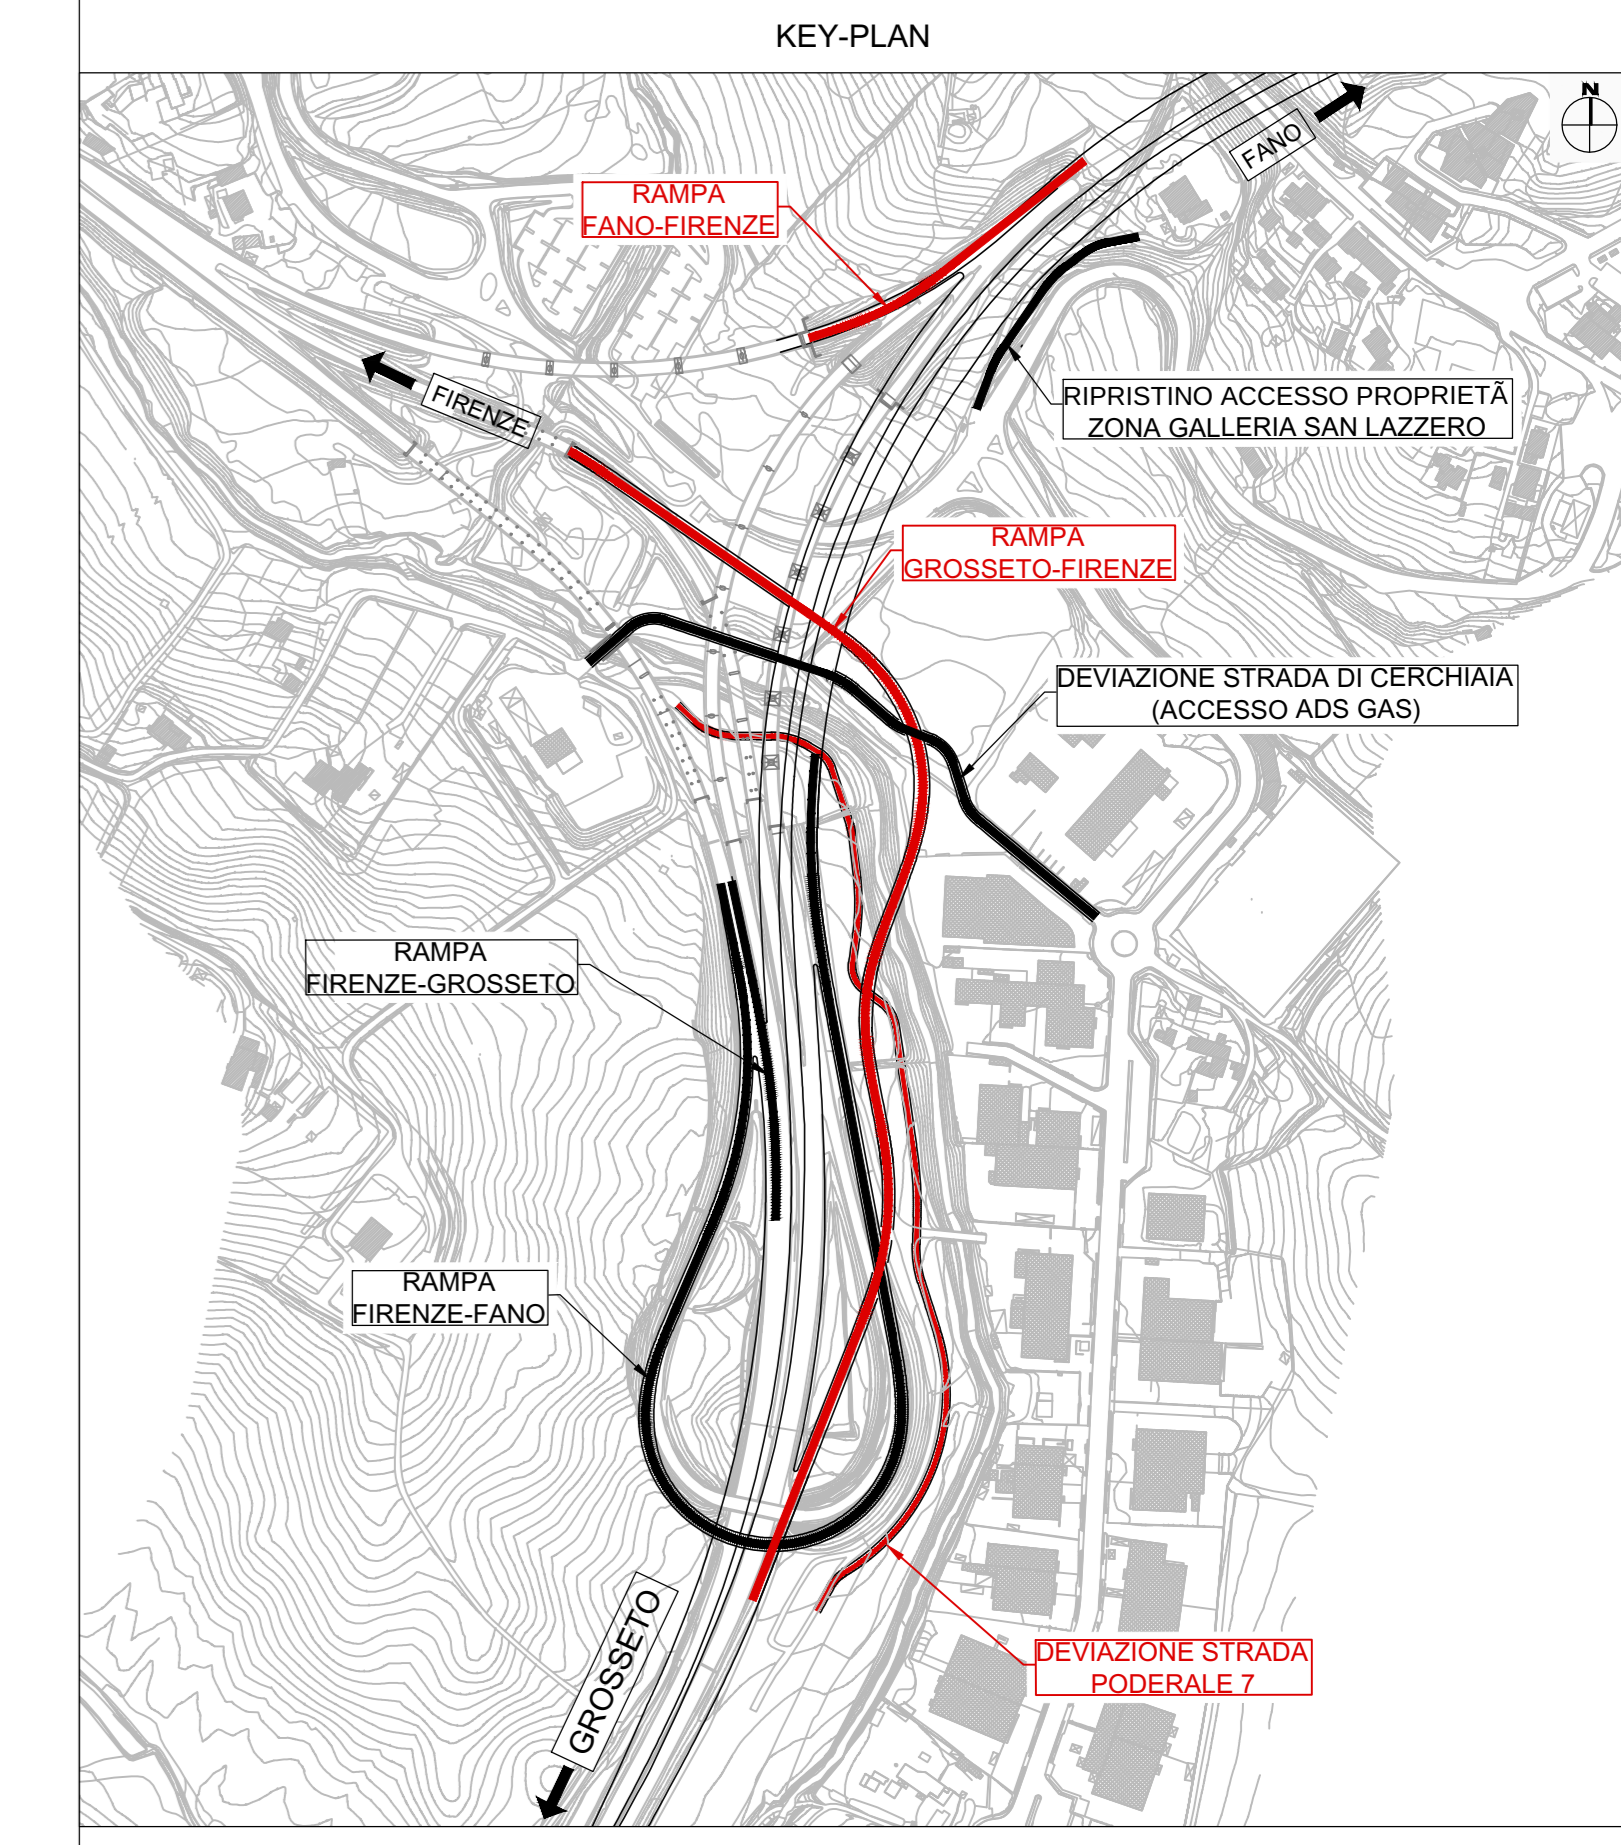 KEY-PLAN
N
FANO
RAMPA
FANO-FIRENZE
FIRENZE
RIPRISTINO ACCESSO PROPRIETÃ
ZONA GALLERIA SAN LAZZERO
RAMPA
GROSSETO-FIRENZE
DEVIAZIONE STRADA DI CERCHIAIA
(ACCESSO ADS GAS)
RAMPA
FIRENZE-GROSSETO
RAMPA
FIRENZE-FANO
GROSSETO
DEVIAZIONE STRADA
PODERALE 7